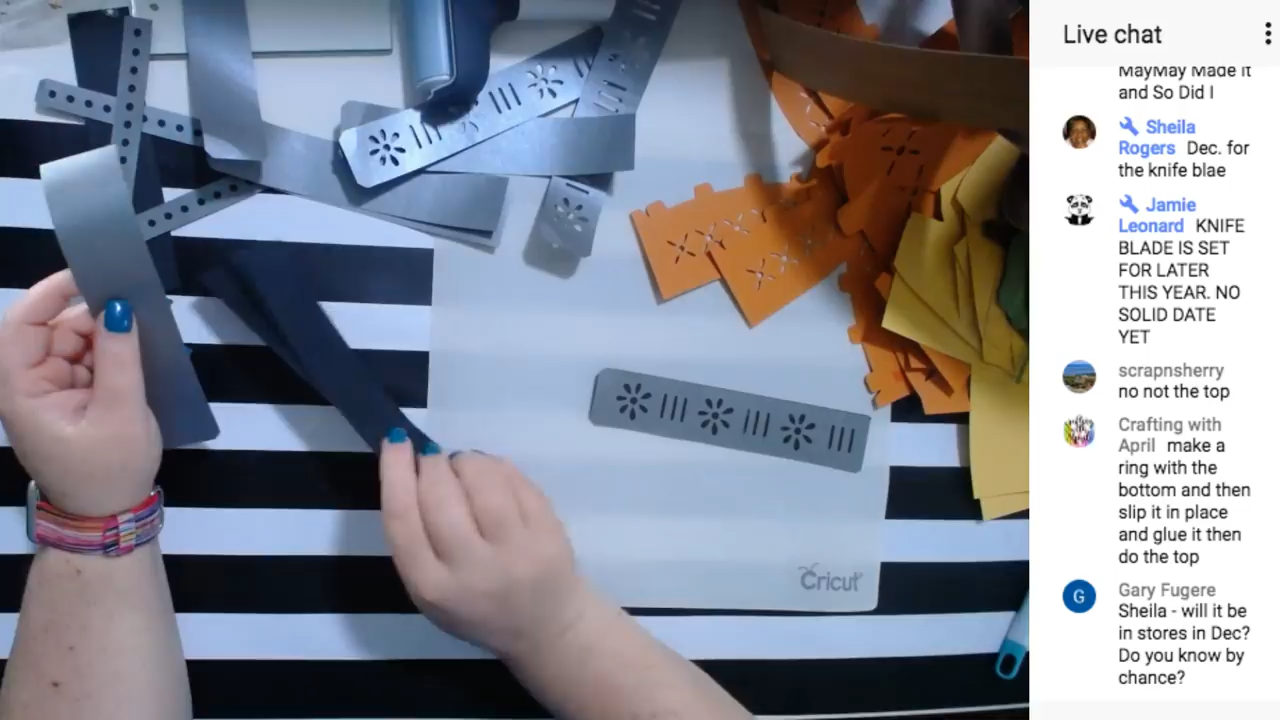 Live chat
MayMay Made It
and So Did I
Sheila
Rogers Dec. for
the knife blae
Jamie
Leonard KNIFE
BLADE IS SET
FOR LATER
THIS YEAR. NO
SOLID DATE
YET
scrapnsherry
no not the top
Crafting with
April make a
ring with the
bottom and then
slip it in place
and glue it then
do the top
G
Gary Fugere
Sheila - will it be
in stores in Dec?
Do you know by
chance?
Cricut